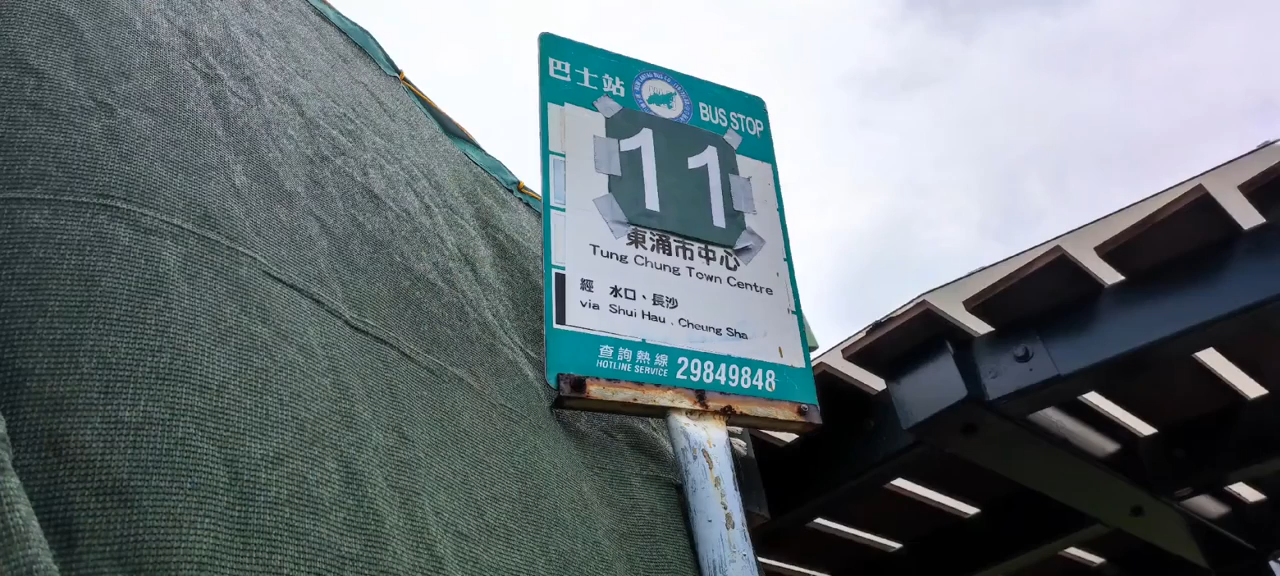 巴士站
BUS STOP
11
東涌市中心
Tung Chung Town Centre
經 水口、長沙
via Shui Hau , Cheung Sha
查詢熱線
HOTLINE SERVICE
29849848